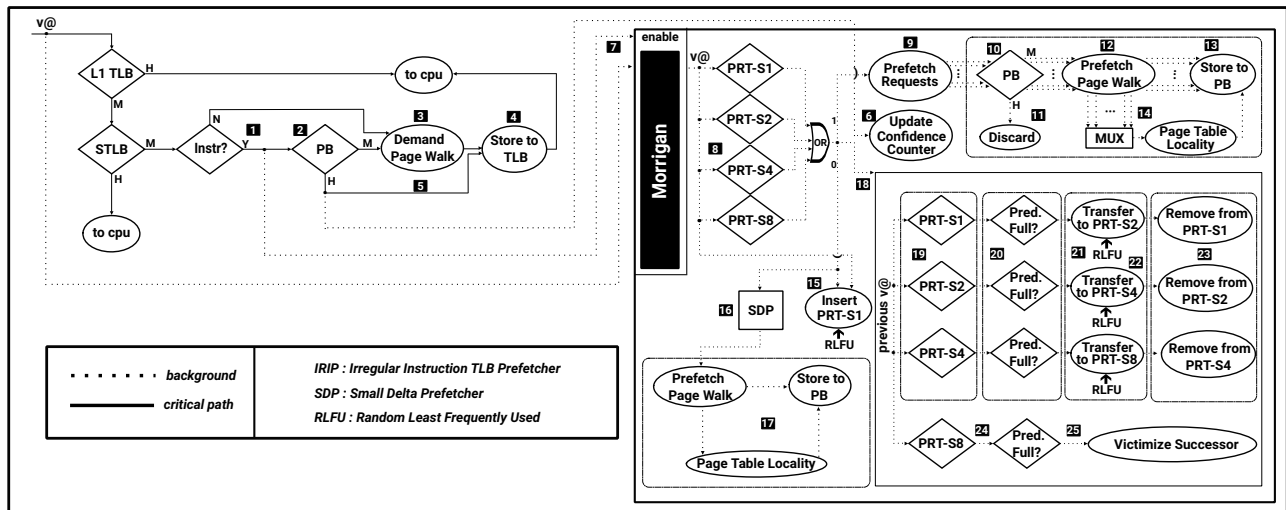 v@
L1 TLB
H
to cpu
M
STLB
M
H
to cpu
Instr?
N
1
Y
2
PB
M
H
3
Demand
Page Walk
4
Store to
TLB
5
7
enable
Morrigan
v@
PRT-S1
PRT-S2
8
PRT-S4
PRT-S8
OR
1
0
9
Prefetch
Requests
6
Update
Confidence
Counter
10
M
PB
H
11
Discard
12
Prefetch
Page Walk
...
MUX
14
Page Table
Locality
13
Store to
PB
15
Insert
PRT-S1
RLFU
16
SDP
Prefetch
Page Walk
Store to
PB
17
Page Table Locality
18
previous v@
PRT-S1
Pred.
Full?
Transfer
to PRT-S2
RLFU
Remove from
PRT-S1
19
20
21
22
23
PRT-S2
Pred.
Full?
Transfer
to PRT-S4
RLFU
Remove from
PRT-S2
PRT-S4
Pred.
Full?
Transfer
to PRT-S8
RLFU
Remove from
PRT-S4
PRT-S8
24
Pred.
Full?
25
Victimize Successor
background
critical path
IRIP : Irregular Instruction TLB Prefetcher
SDP : Small Delta Prefetcher
RLFU : Random Least Frequently Used